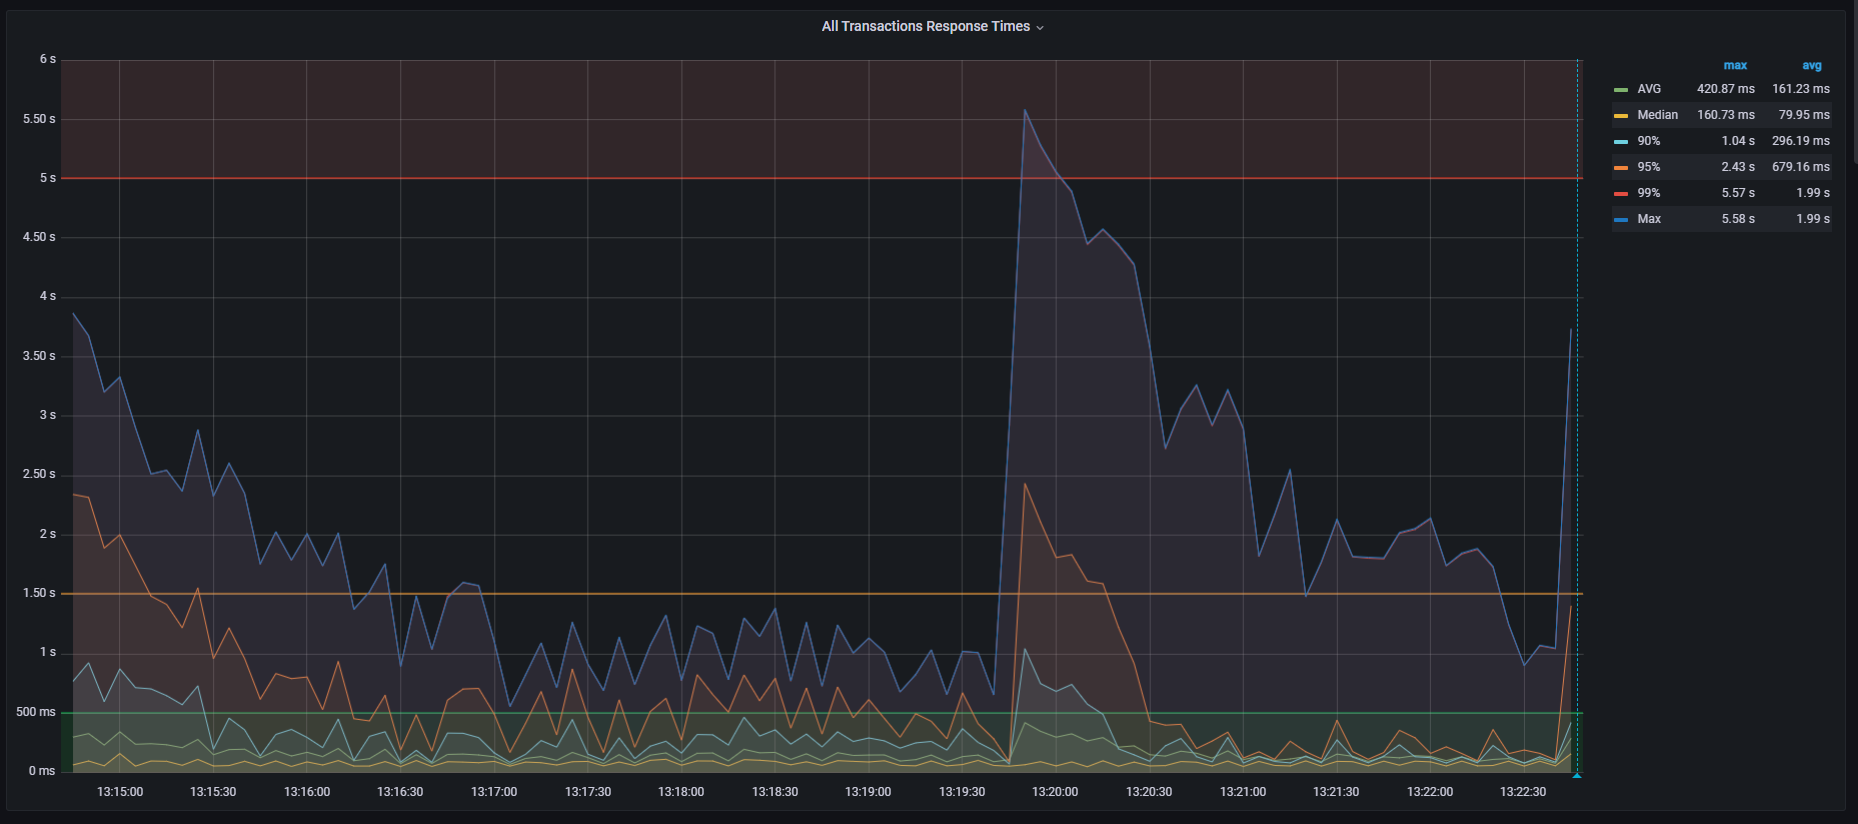 All Transactions Response Times
6 s
5.50 s
5 s
4.50 s
4 s
3.50 s
3 s
2.50 s
2 s
1.50 s
1 s
500 ms
0 ms
13:15:00 13:15:30 13:16:00 13:16:30 13:17:00 13:17:30 13:18:00 13:18:30 13:19:00 13:19:30 13:20:00 13:20:30 13:21:00 13:21:30 13:22:00 13:22:30
max avg
AVG 420.87 ms 161.23 ms
Median 160.73 ms 79.95 ms
90% 1.04 s 296.19 ms
95% 2.43 s 679.16 ms
99% 5.57 s 1.99 s
Max 5.58 s 1.99 s